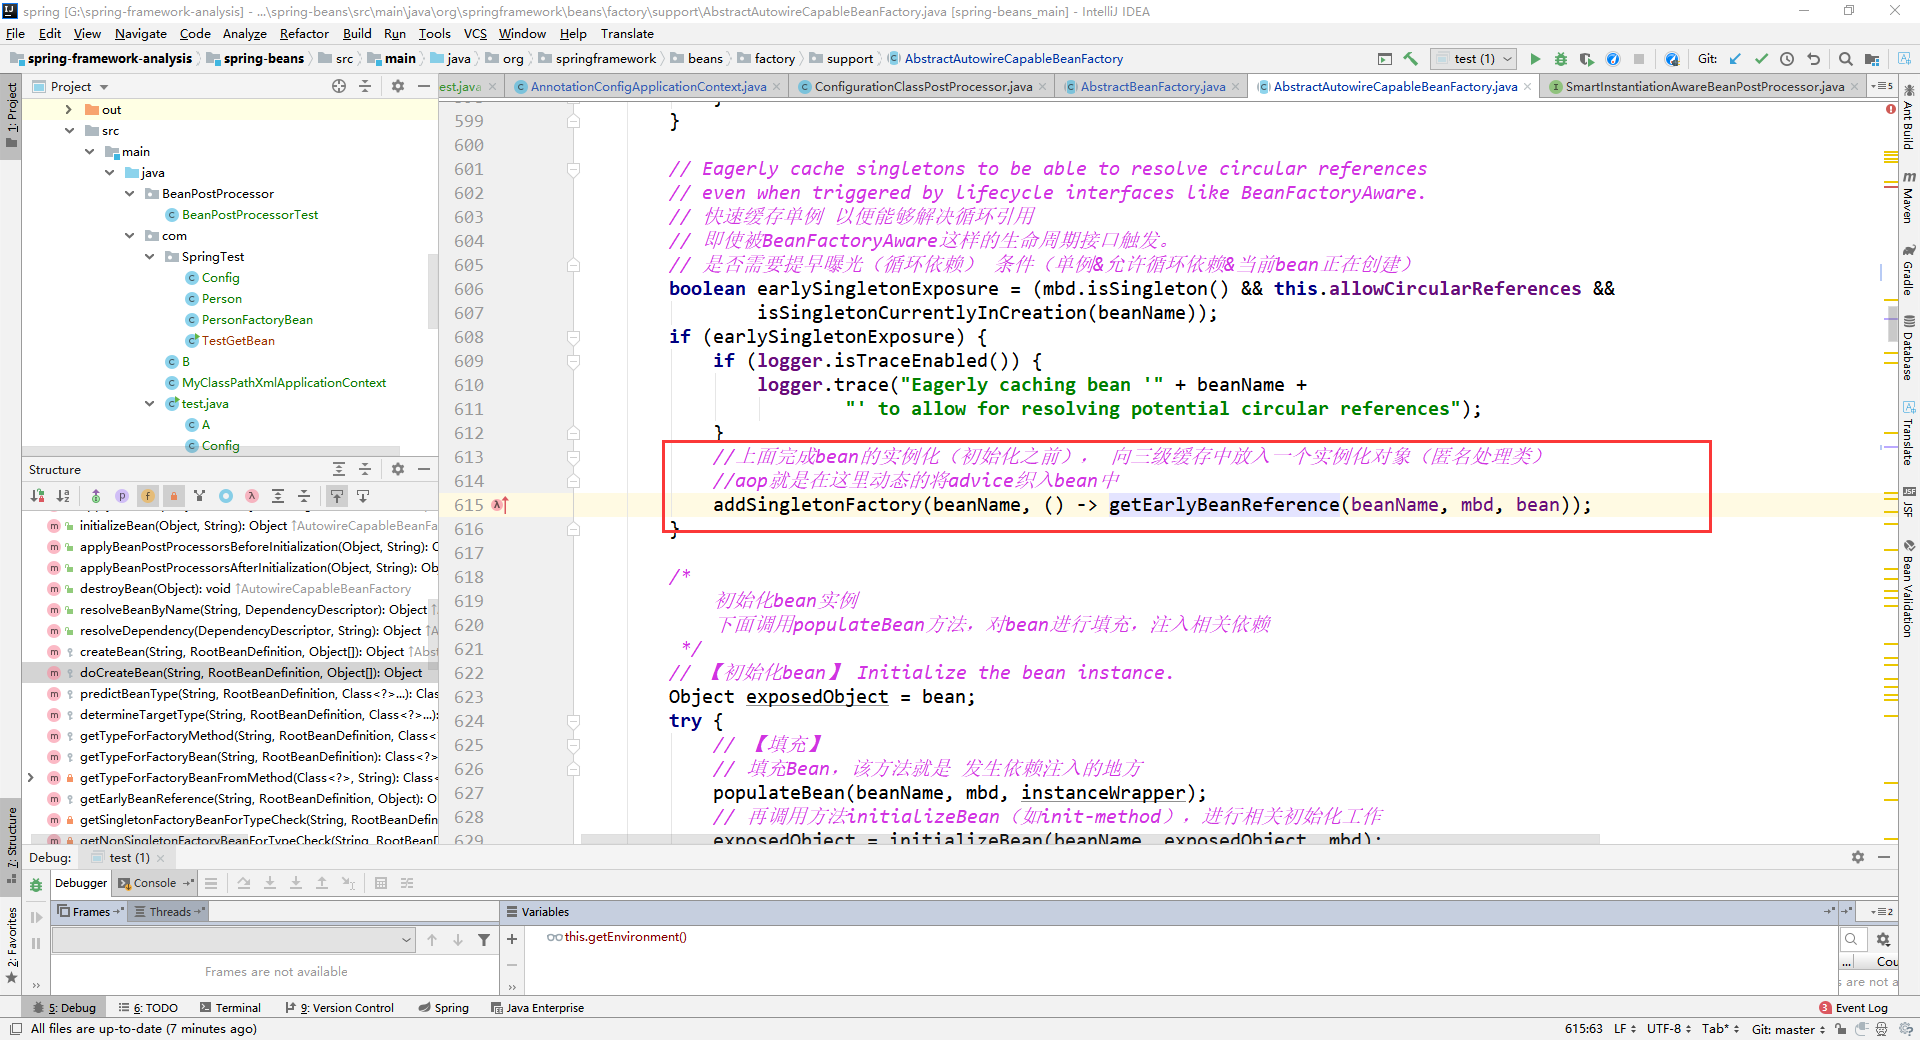 spring [G:\spring-framework-analysis] - ...\spring-beans\src\main\java\org\springframework\beans\factory\support\AbstractAutowireCapableBeanFactory.java [spring-beans_main] - IntelliJ IDEA
File Edit View Navigate Code Analyze Refactor Build Run Tools VCS Window Help Translate
spring-framework-analysis spring-beans src main java org springframework beans factory support AbstractAutowireCapableBeanFactory
test (1) Git:
Project
est.java AnnotationConfigApplicationContext.java ConfigurationClassPostProcessor.java AbstractBeanFactory.java AbstractAutowireCapableBeanFactory.java SmartInstantiationAwareBeanPostProcessor.java 5
1: Project
out
src
main
java
BeanPostProcessor
BeanPostProcessorTest
com
SpringTest
Config
Person
PersonFactoryBean
TestGetBean
B
MyClassPathXmlApplicationContext
test.java
A
Config
Structure
initializeBean(Object, String): Object ↑AutowireCapableBeanFa
applyBeanPostProcessorsBeforeInitialization(Object, String): O
applyBeanPostProcessorsAfterInitialization(Object, String): Ob
destroyBean(Object): void ↑AutowireCapableBeanFactory
resolveBeanByName(String, DependencyDescriptor): Object
resolveDependency(DependencyDescriptor, String): Object ↑A
createBean(String, RootBeanDefinition, Object[]): Object ↑Abs
doCreateBean(String, RootBeanDefinition, Object[]): Object
predictBeanType(String, RootBeanDefinition, Class<?>...): Clas
determineTargetType(String, RootBeanDefinition, Class<?>...):
getTypeForFactoryMethod(String, RootBeanDefinition, Class<
getTypeForFactoryBean(String, RootBeanDefinition): Class<?>
getTypeForFactoryBeanFromMethod(Class<?>, String): Class<
getEarlyBeanReference(String, RootBeanDefinition, Object): O
getSingletonFactoryBeanForTypeCheck(String, RootBeanDefin
getNonSingletonFactoryBeanForTypeCheck(String, RootBeanD
7: Structure
2: Favorites
599 }
600
601 // Eagerly cache singletons to be able to resolve circular references
602 // even when triggered by lifecycle interfaces like BeanFactoryAware.
603 // 快速缓存单例 以便能够解决循环引用
604 // 即使被BeanFactoryAware这样的生命周期接口触发。
605 // 是否需要提早曝光（循环依赖） 条件（单例&允许循环依赖&当前bean正在创建）
606 boolean earlySingletonExposure = (mbd.isSingleton() && this.allowCircularReferences &&
607 isSingletonCurrentlyInCreation(beanName));
608 if (earlySingletonExposure) {
609 if (logger.isTraceEnabled()) {
610 logger.trace("Eagerly caching bean '" + beanName +
611 "' to allow for resolving potential circular references");
612 }
613 //上面完成bean的实例化（初始化之前）， 向三级缓存中放入一个实例化对象（匿名处理类）
614 //aop就是在这里动态的将advice织入bean中
615 addSingletonFactory(beanName, () -> getEarlyBeanReference(beanName, mbd, bean));
616 }
617
618 /*
619 初始化bean实例
620 下面调用populateBean方法，对bean进行填充，注入相关依赖
621 */
622 // 【初始化bean】 Initialize the bean instance.
623 Object exposedObject = bean;
624 try {
625 // 【填充】
626 // 填充Bean，该方法就是 发生依赖注入的地方
627 populateBean(beanName, mbd, instanceWrapper);
628 // 再调用方法initializeBean（如init-method），进行相关初始化工作
629 exposedObject = initializeBean(beanName, exposedObject, mbd);
Ant Build
Maven
Gradle
Database
Translate
JSF
Bean Validation
Debug: test (1)
Debugger Console
Frames Threads Variables 2
this.getEnvironment()
Frames are not available
... Cou
s are not a
5: Debug 6: TODO Terminal 9: Version Control Spring Java Enterprise 3 Event Log
All files are up-to-date (7 minutes ago) 615:63 LF UTF-8 Tab* Git: master